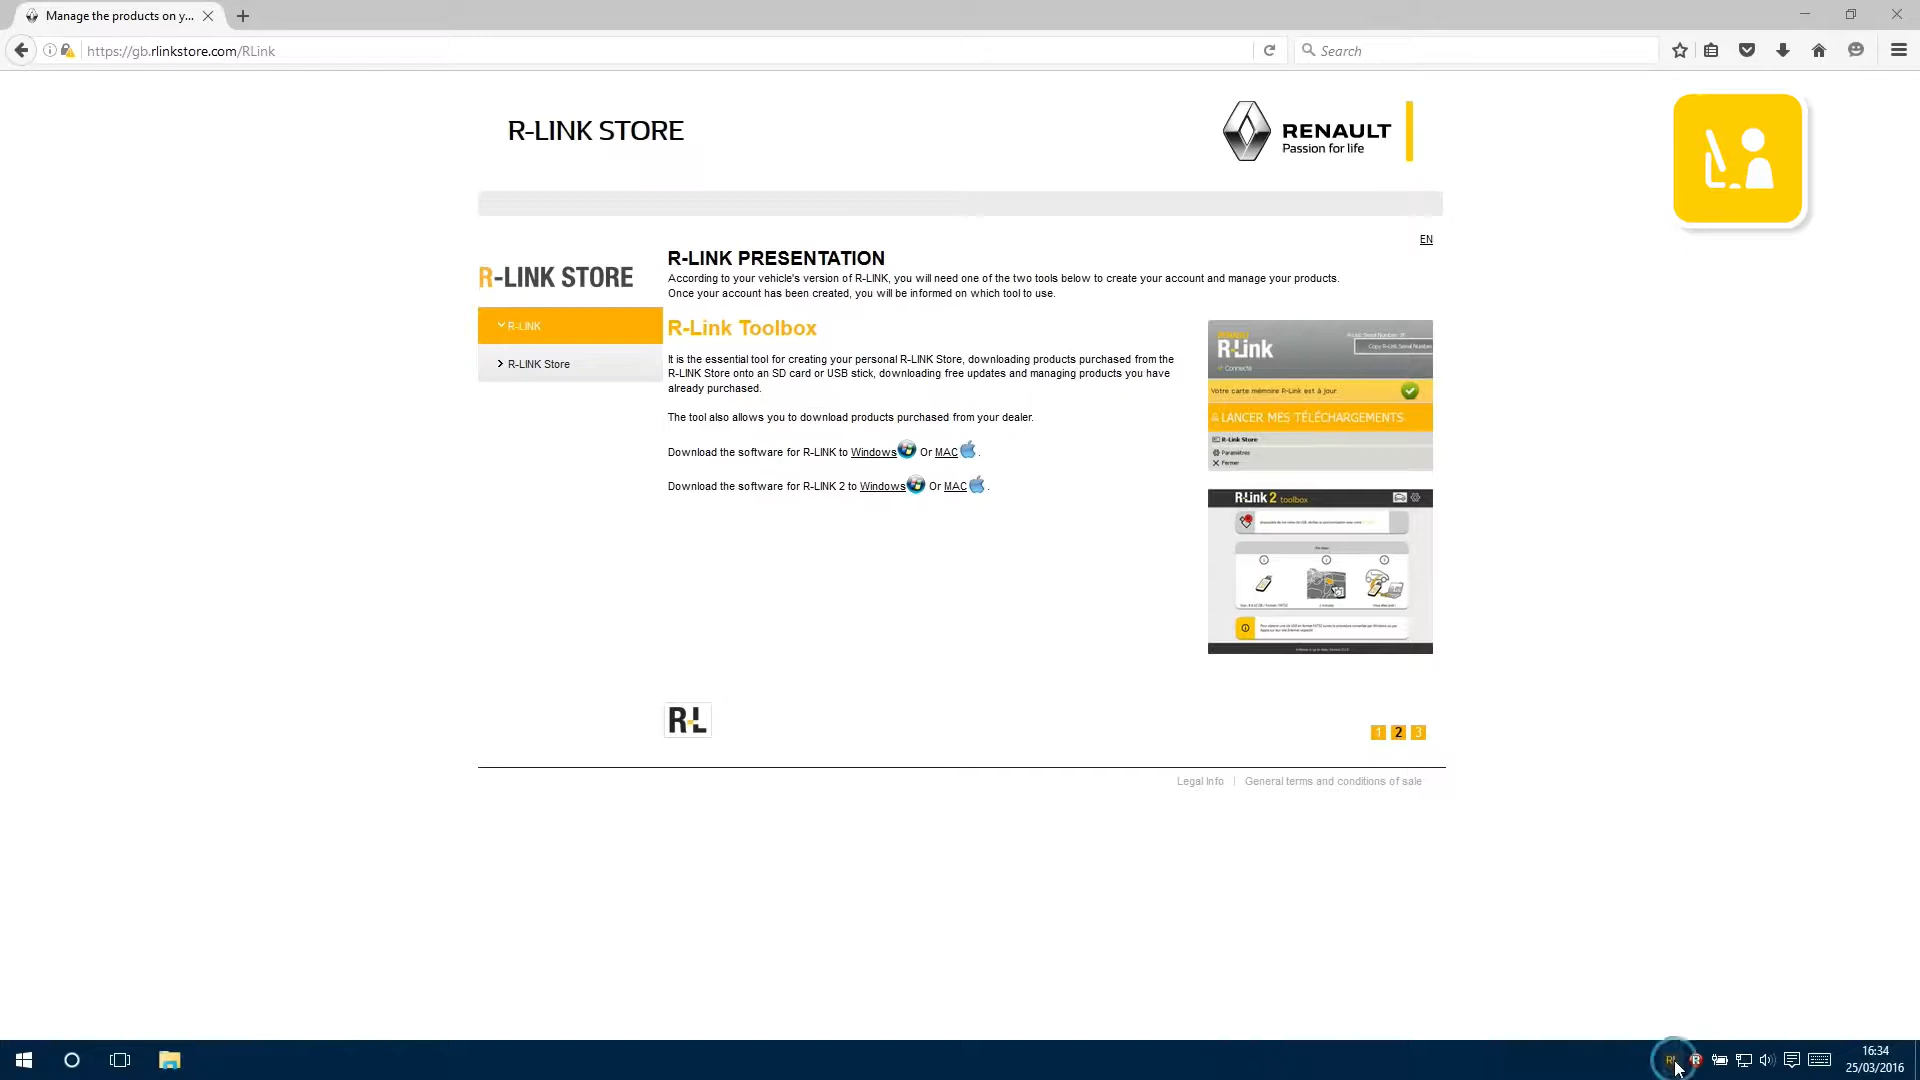 Manage the products on y...
https://gb.rlinkstore.com/RLink
Search
R-LINK STORE
RENAULT
Passion for life
EN
R-LINK STORE
R-LINK
R-LINK Store
R-LINK PRESENTATION
According to your vehicle's version of R-LINK, you will need one of the two tools below to create your account and manage your products.
Once your account has been created, you will be informed on which tool to use.
R-Link Toolbox
It is the essential tool for creating your personal R-LINK Store, downloading products purchased from the
R-LINK Store onto an SD card or USB stick, downloading free updates and managing products you have
already purchased.
The tool also allows you to download products purchased from your dealer.
Download the software for R-LINK to Windows Or MAC .
Download the software for R-LINK 2 to Windows Or MAC .
R-Link
Copy R-Link Serial Number
Connecté
Votre carte mémoire R-Link est à jour
LANCER MES TÉLÉCHARGEMENTS
R-Link Store
Paramètres
Fermer
R-Link 2 toolbox
R-L
1 2 3
Legal Info | General terms and conditions of sale
16:34
25/03/2016